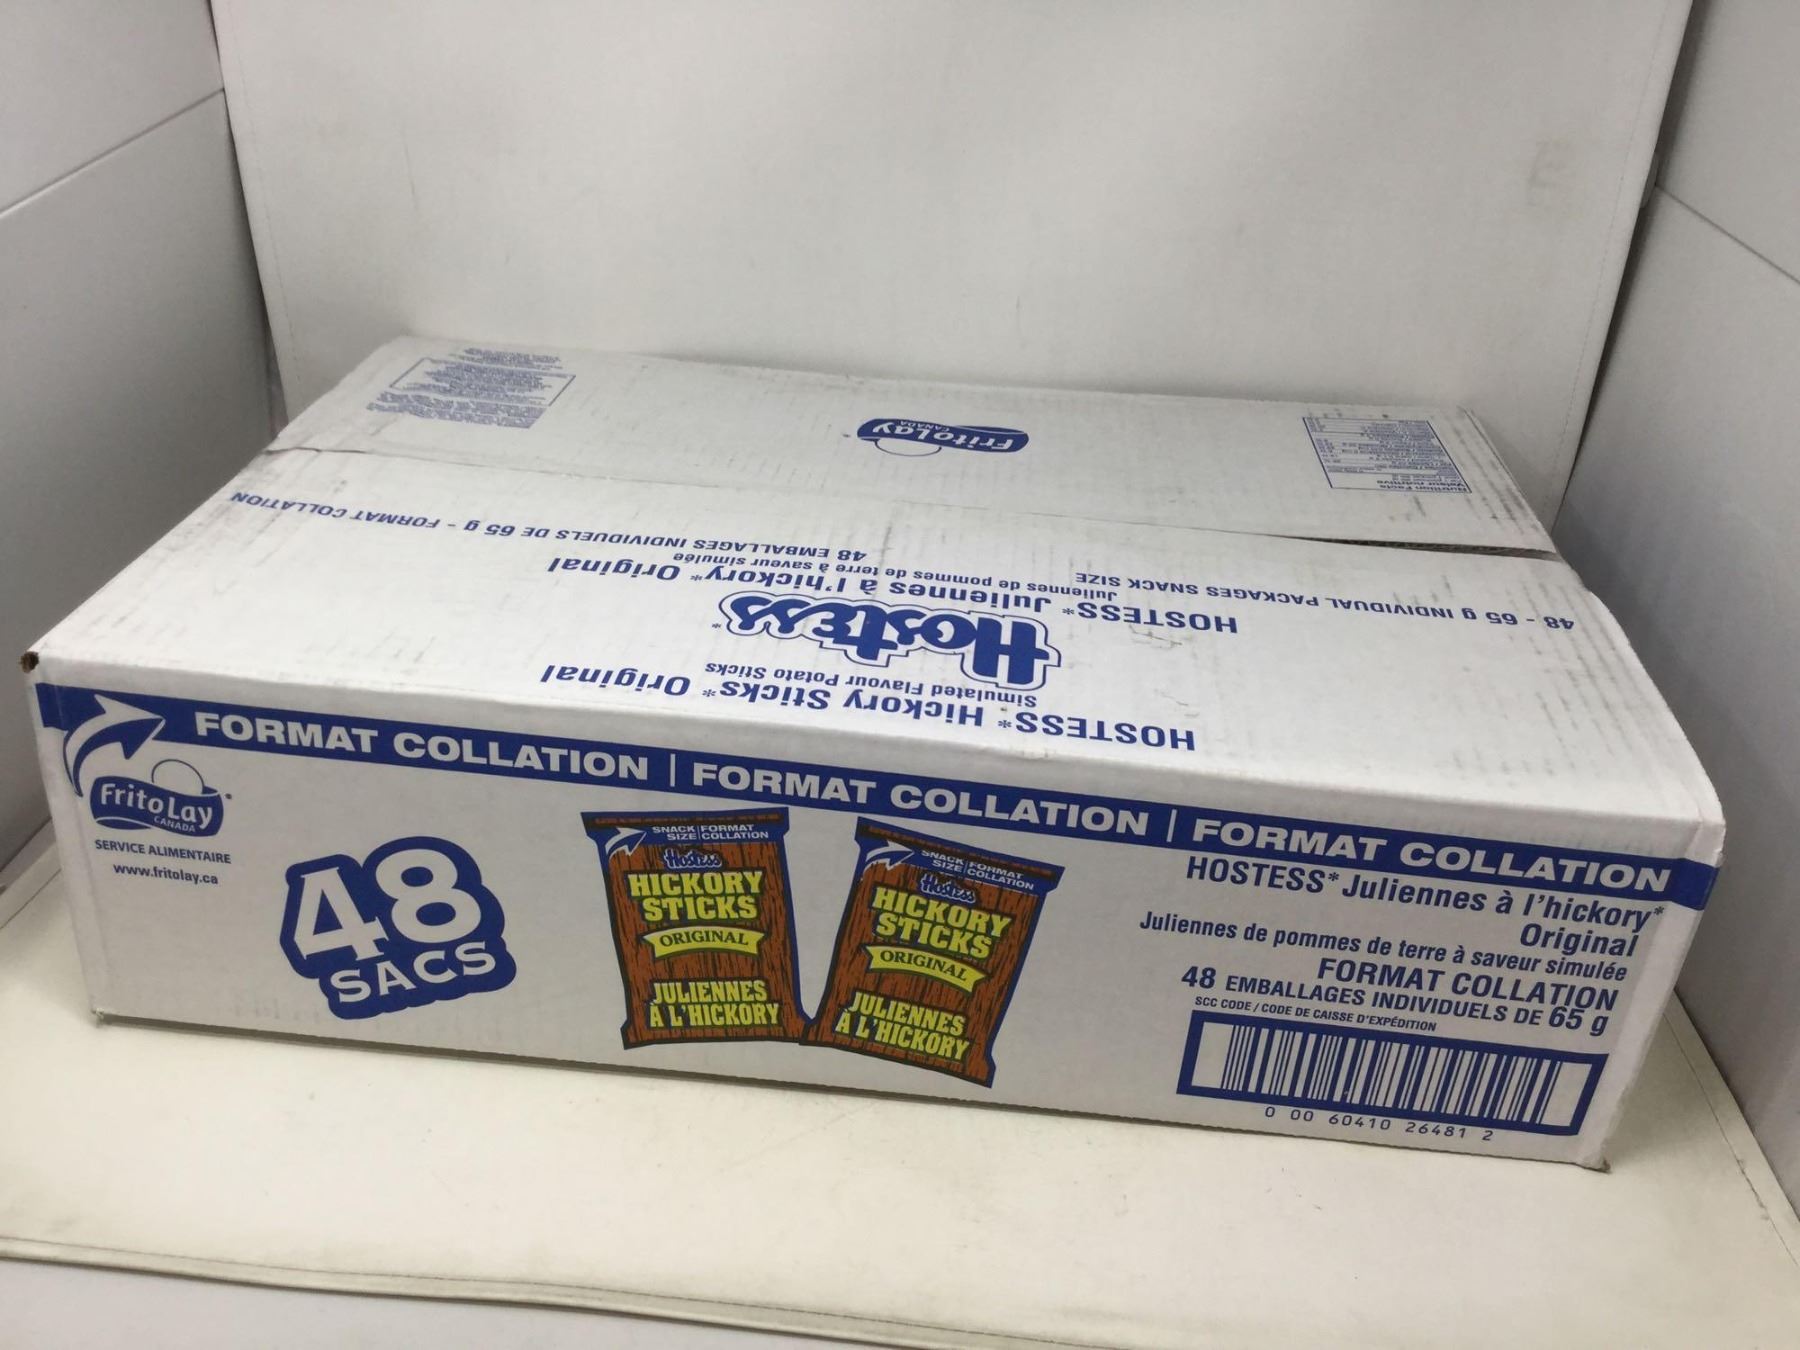 FritoLay
CANADA
Nutrition Facts
Valeur nutritive
48 - 65 g INDIVIDUAL PACKAGES SNACK SIZE
48 EMBALLAGES INDIVIDUELS DE 65 g - FORMAT COLLATION
HOSTESS* Juliennes à l'hickory* Original
Juliennes de pommes de terre à saveur simulée
Hostess*
HOSTESS* Hickory Sticks* Original
Simulated Flavour Potato Sticks
FORMAT COLLATION | FORMAT COLLATION | FORMAT COLLATION
FritoLay
CANADA
SERVICE ALIMENTAIRE
www.fritolay.ca
48
SACS
SNACK FORMAT
SIZE COLLATION
Hostess
HICKORY
STICKS
ORIGINAL
JULIENNES
À L'HICKORY
SNACK FORMAT
SIZE COLLATION
Hostess
HICKORY
STICKS
ORIGINAL
JULIENNES
À L'HICKORY
HOSTESS* Juliennes à l'hickory*
Original
Juliennes de pommes de terre à saveur simulée
FORMAT COLLATION
48 EMBALLAGES INDIVIDUELS DE 65 g
SCC CODE / CODE DE CAISSE D'EXPÉDITION
0 00 60410 26481 2